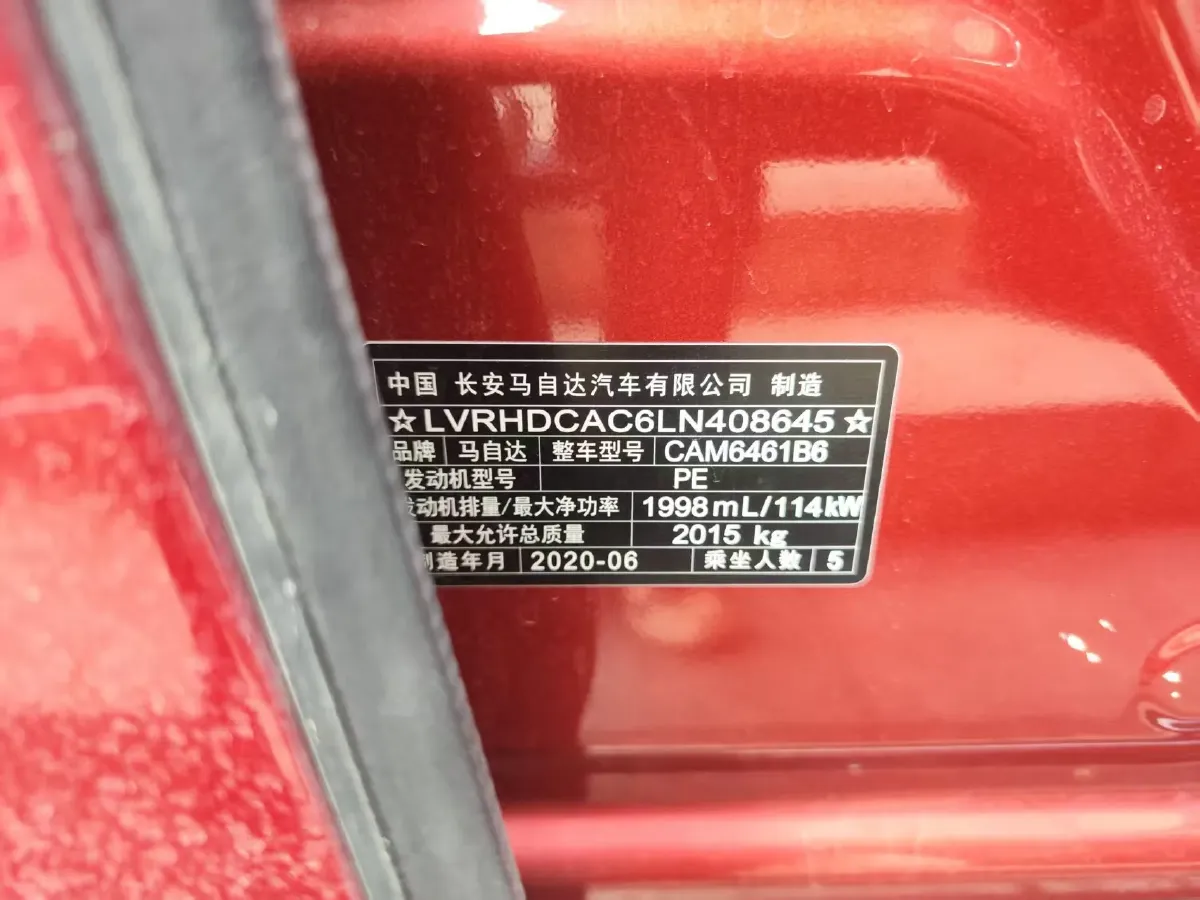 中国 长安马自达汽车有限公司 制造
☆LVRHDCAC6LN408645☆
品牌 马自达 整车型号 CAM6461B6
发动机型号 PE
发动机排量/最大净功率 1998mL/114kW
最大允许总质量 2015 kg
制造年月 2020-06 乘坐人数 5